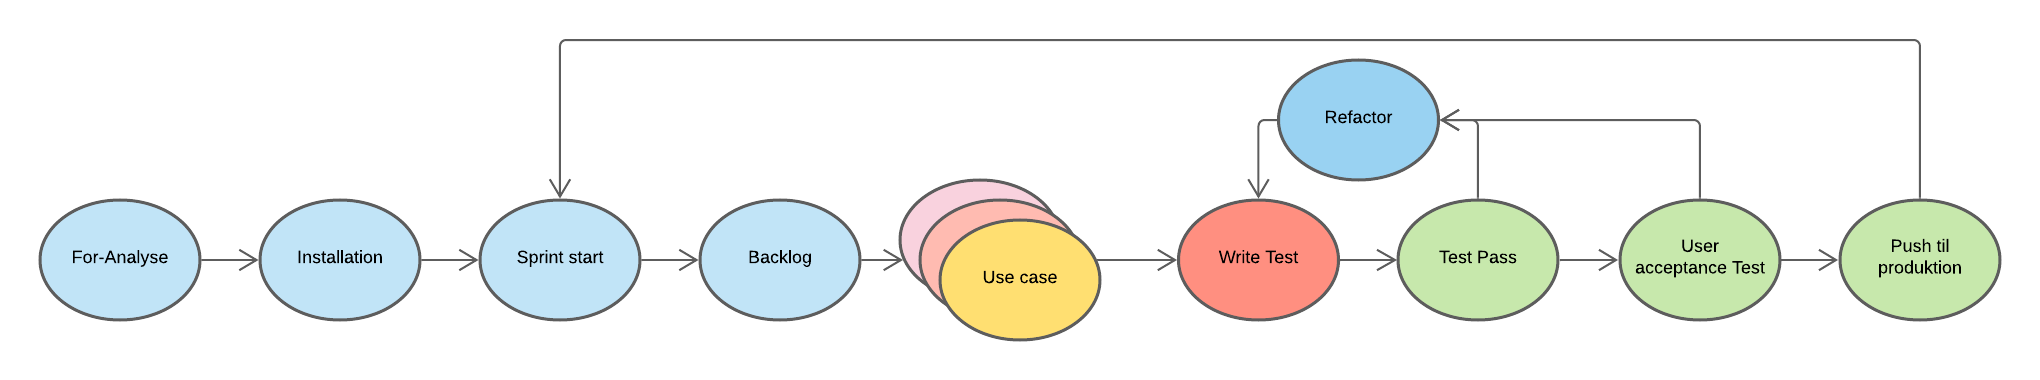 Refactor
For-Analyse
Installation
Sprint start
Backlog
Use case
Write Test
Test Pass
User
acceptance Test
Push til
produktion